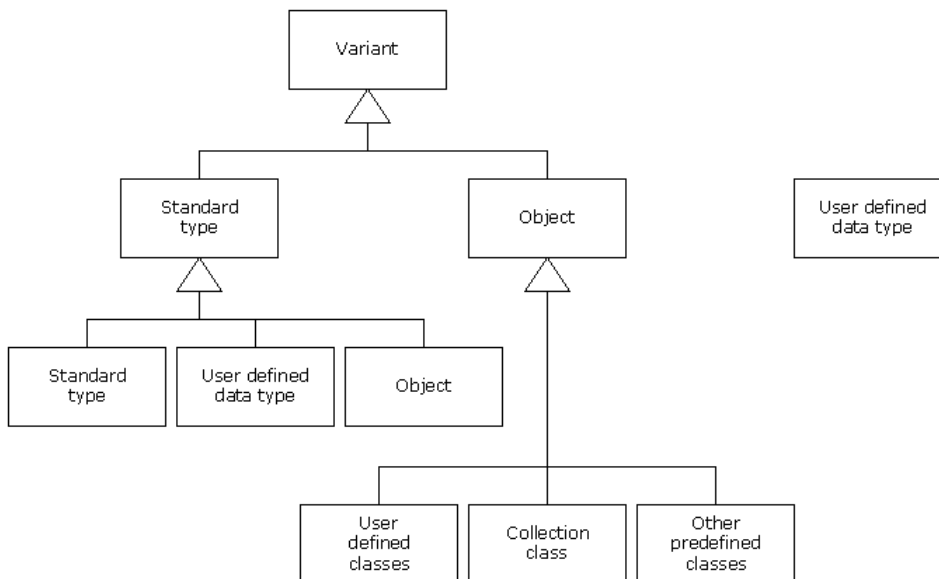 Variant
Standard
type
Object
User defined
data type
Standard
type
User defined
data type
Object
User
defined
classes
Collection
class
Other
predefined
classes